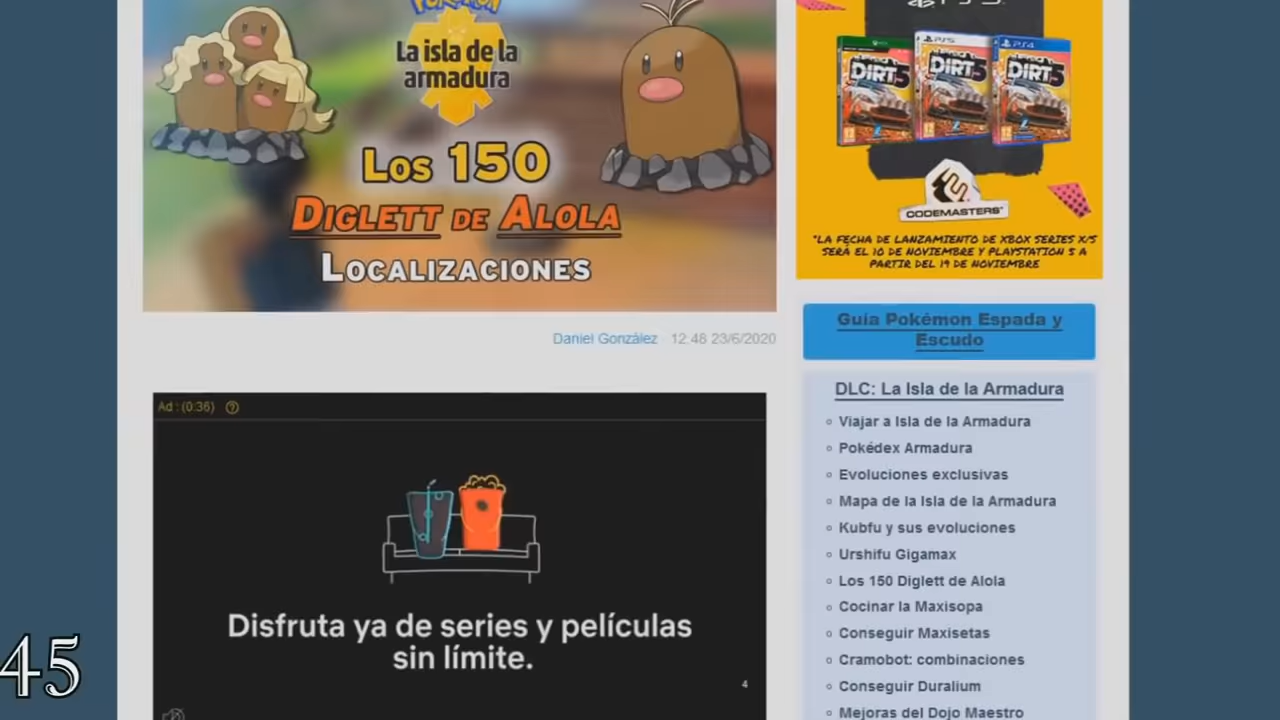 POKÉMON
La isla de la
armadura
Los 150
DIGLETT DE ALOLA
LOCALIZACIONES
Daniel González 12:48 23/6/2020
Ad : (0:36)
Disfruta ya de series y películas
sin límite.
4
45
PS5
DIRT5
PS5
DIRT5
PS4
DIRT5
CODEMASTERS
*LA FECHA DE LANZAMIENTO DE XBOX SERIES X/S
SERÁ EL 10 DE NOVIEMBRE Y PLAYSTATION 5 A
PARTIR DEL 19 DE NOVIEMBRE
Guía Pokémon Espada y
Escudo
DLC: La Isla de la Armadura
Viajar a Isla de la Armadura
Pokédex Armadura
Evoluciones exclusivas
Mapa de la Isla de la Armadura
Kubfu y sus evoluciones
Urshifu Gigamax
Los 150 Diglett de Alola
Cocinar la Maxisopa
Conseguir Maxisetas
Cramobot: combinaciones
Conseguir Duralium
Mejoras del Dojo Maestro